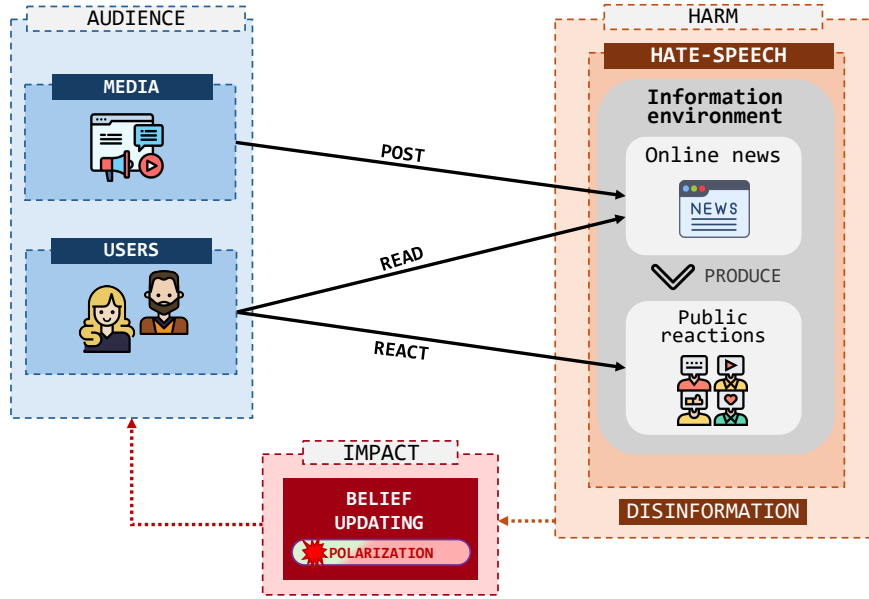 AUDIENCE
MEDIA
USERS
POST
READ
REACT
HARM
HATE-SPEECH
Information
environment
Online news
NEWS
PRODUCE
Public
reactions
DISINFORMATION
IMPACT
BELIEF
UPDATING
POLARIZATION